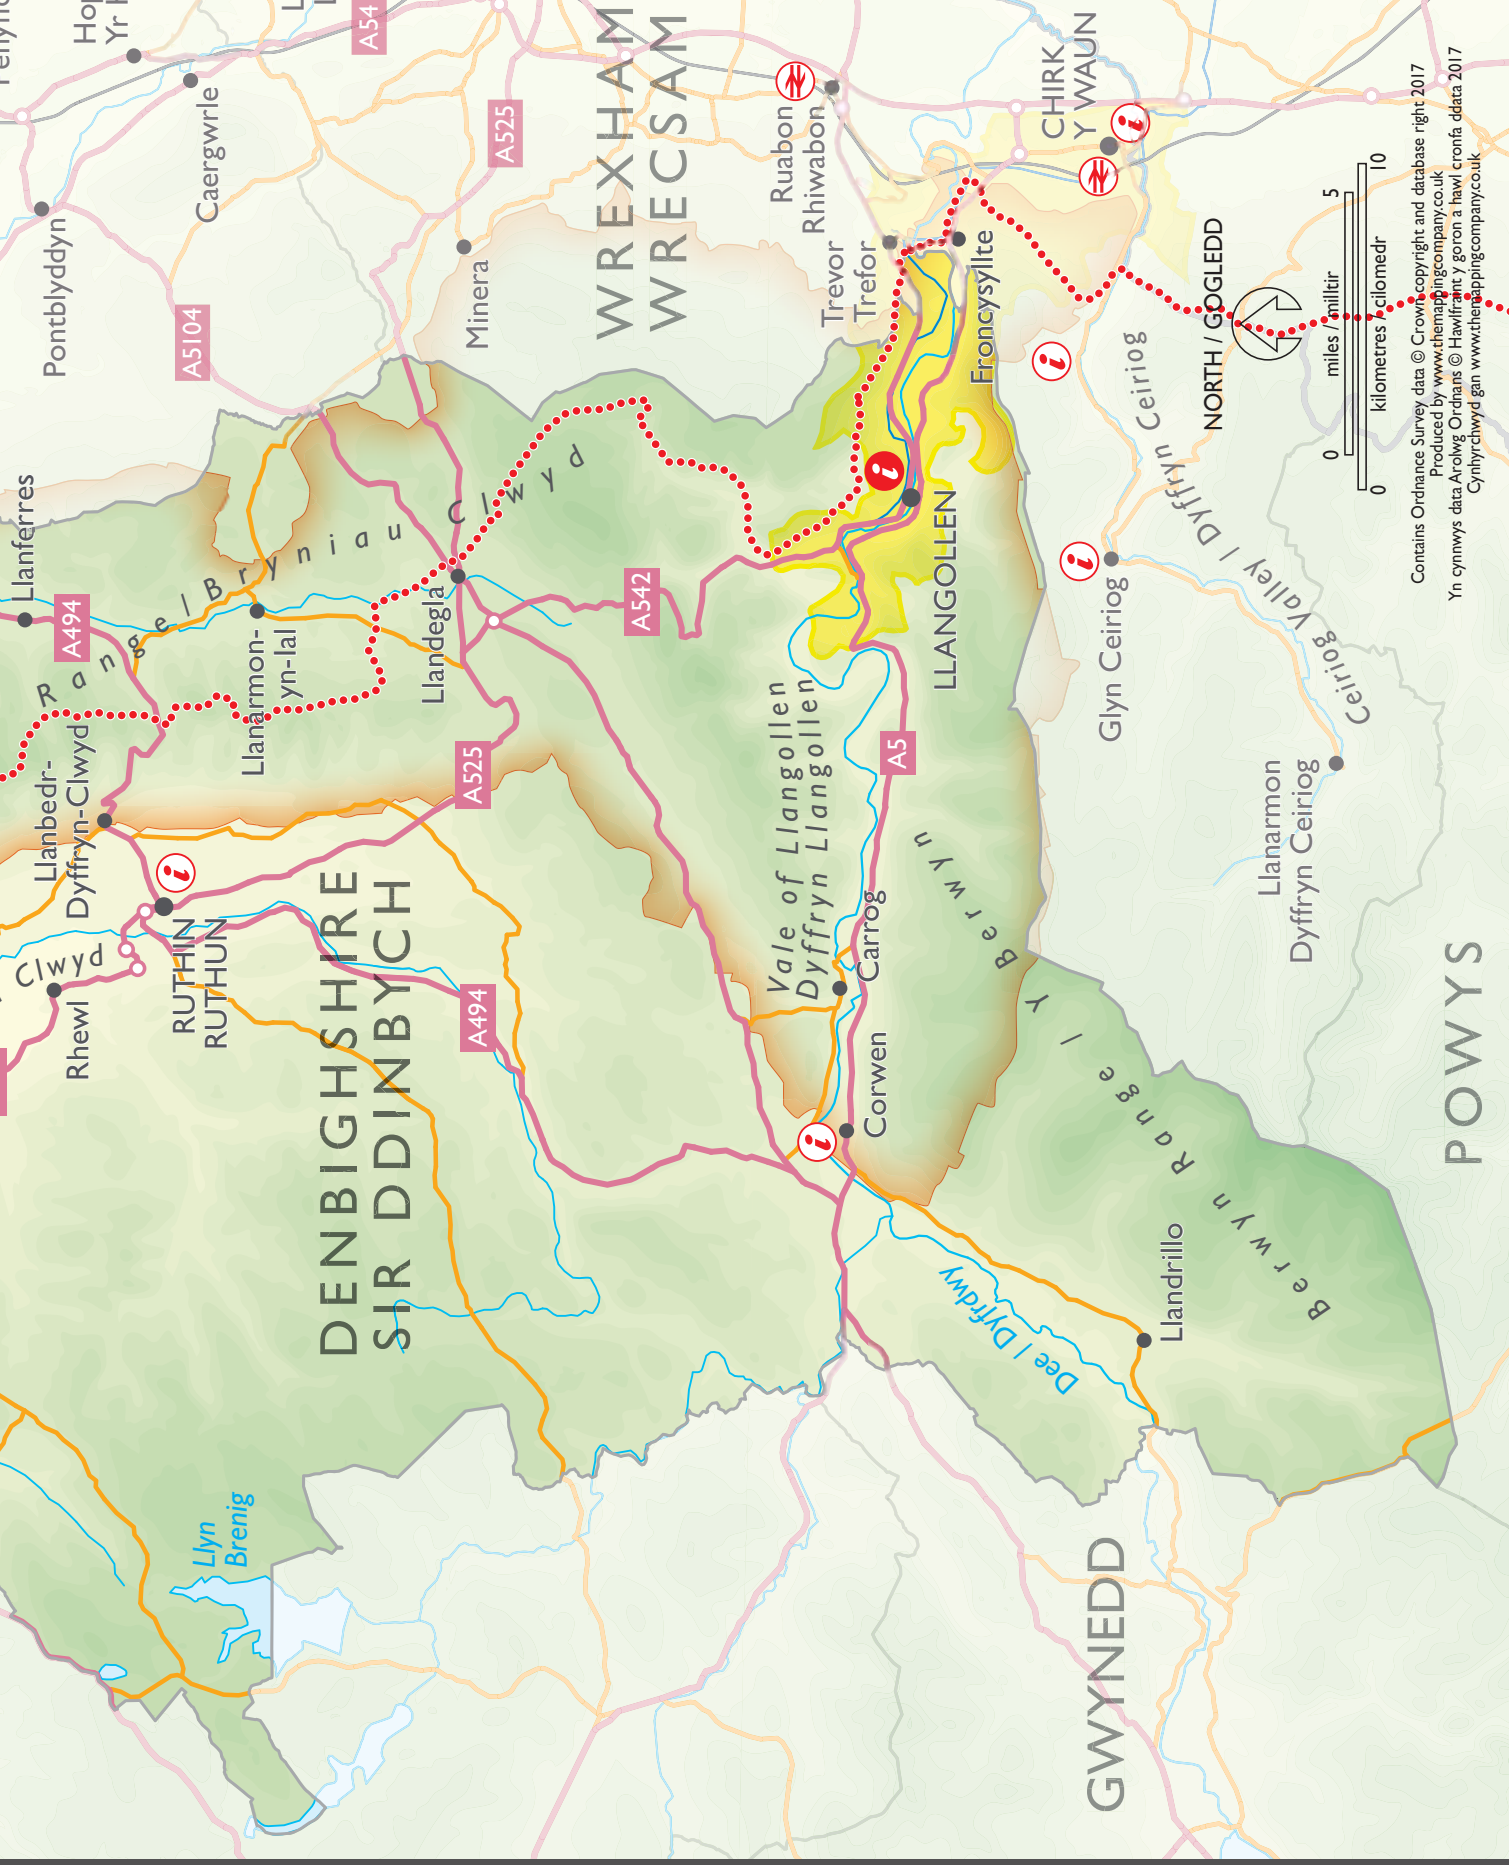 Caergwrle
Pontblyddyn
A5104
A54
A525
Minera
WREXHAM
WRECSAM
Ruabon
Rhiwabon
CHIRK
Y WAUN
Trevor
Trefor
Froncysyllte
Llanferres
A494
Range / Bryniau Clwyd
Llanarmon-
yn-Ial
Llandegla
A542
LLANGOLLEN
Glyn Ceiriog
Ceiriog Valley / Dyffryn Ceiriog
Ceiriog
Llanarmon
Dyffryn Ceiriog
Llanbedr-
Dyffryn-Clwyd
A525
A5
Vale of Llangollen
Dyffryn Llangollen
Clwyd
Rhewl
RUTHIN
RUTHUN
DENBIGHSHIRE
SIR DDINBYCH
A494
Carrog
Corwen
Berwyn Range / Y Berwyn
Dee / Dyfrdwy
Llandrillo
POWYS
Llyn
Brenig
GWYNEDD
NORTH / GOGLEDD
miles / milltir
0 5
kilometres / cilomedr
0 10
Contains Ordnance Survey data © Crown copyright and database right 2017
Produced by www.themappingcompany.co.uk
Yn cynnwys data Arolwg Ordnans © Hawlfraint y goron a hawl cronfa ddata 2017
Cynhyrchwyd gan www.themappingcompany.co.uk